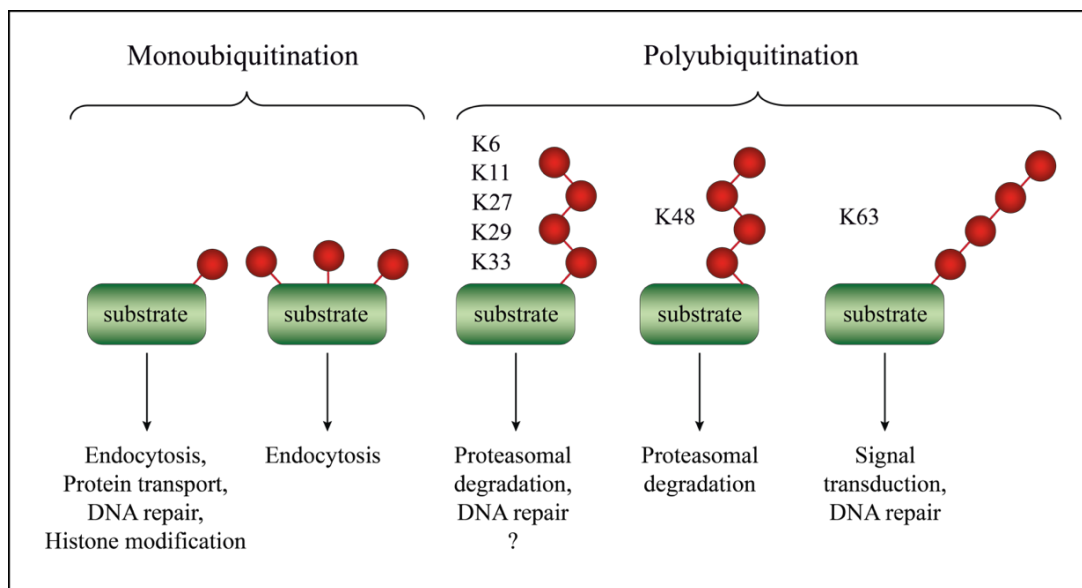 Monoubiquitination
Polyubiquitination
K6
K11
K27
K29
K33
K48
K63
substrate
substrate
substrate
substrate
substrate
Endocytosis,
Protein transport,
DNA repair,
Histone modification
Endocytosis
Proteasomal
degradation,
DNA repair
?
Proteasomal
degradation
Signal
transduction,
DNA repair